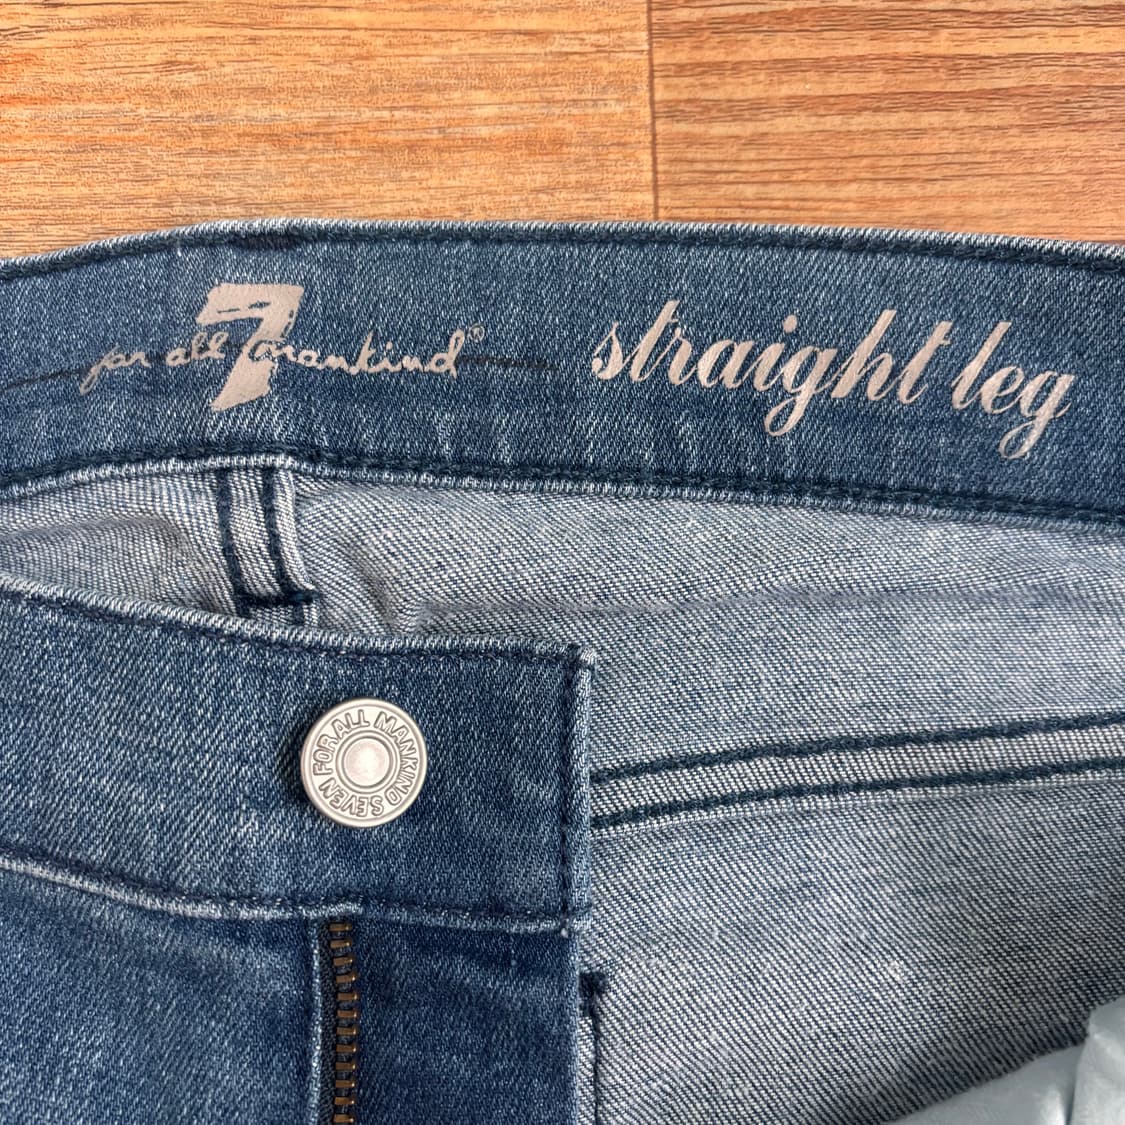 7 for all mankind® straight leg
SEVEN FOR ALL MANKIND